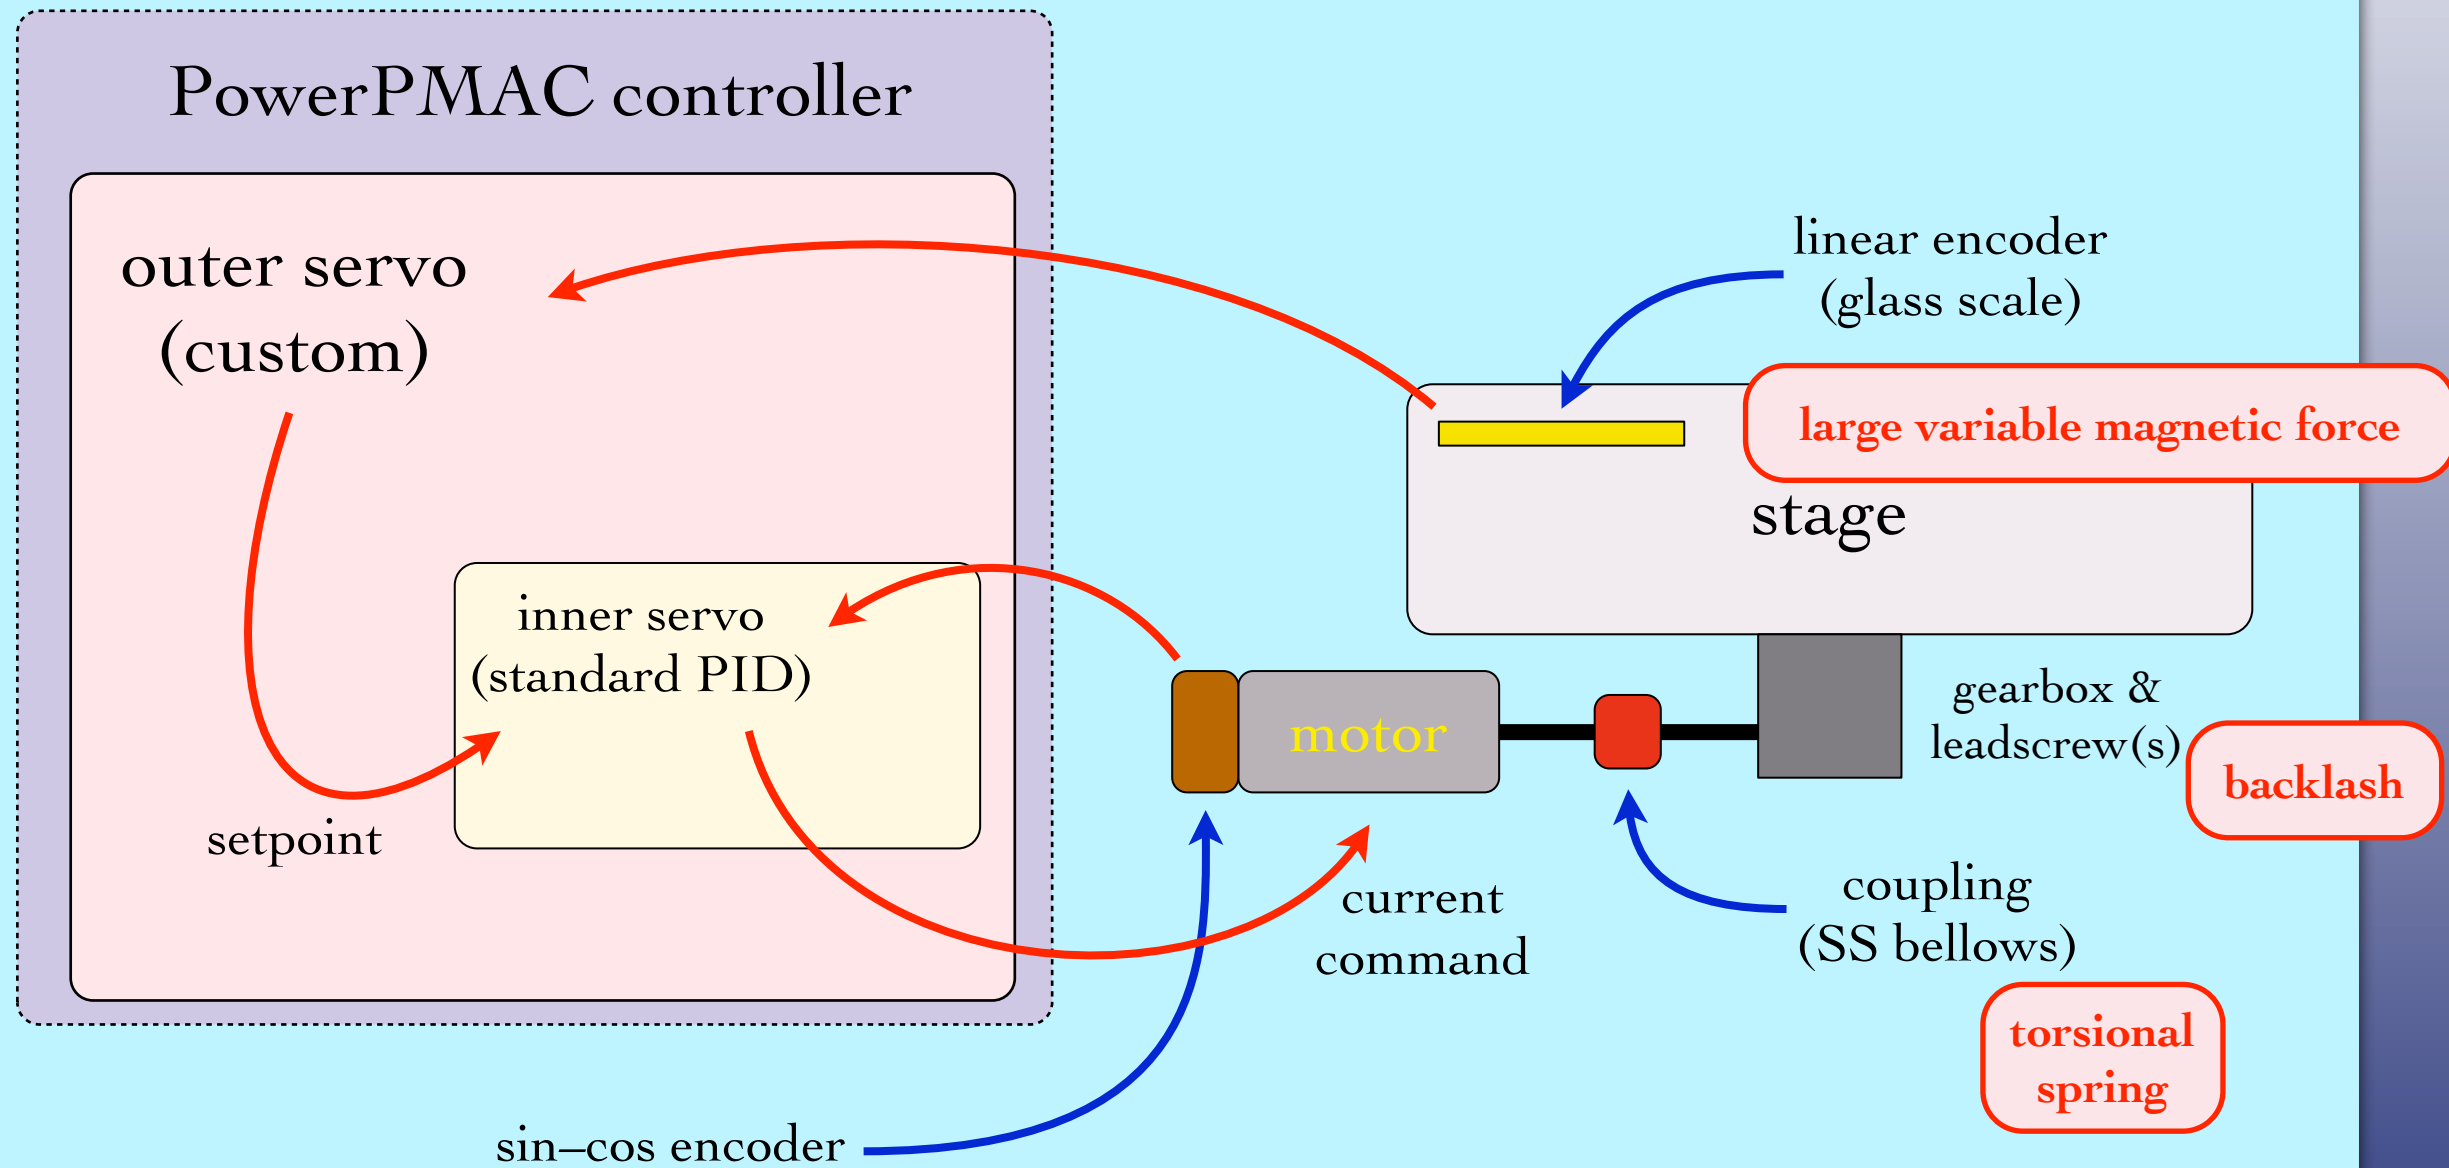 PowerPMAC controller
outer servo
(custom)
linear encoder
(glass scale)
large variable magnetic force
stage
inner servo
(standard PID)
motor
gearbox &
leadscrew(s)
backlash
setpoint
current
command
coupling
(SS bellows)
torsional
spring
sin–cos encoder